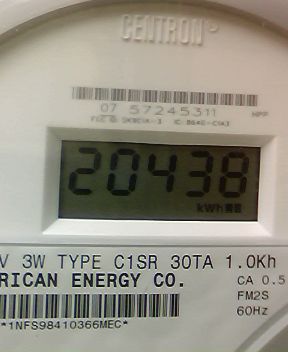 CENTRON
07 57245311
20438
kWh
V 3W TYPE C1SR 30TA 1.0Kh
RICAN ENERGY CO. CA 0.5
FM2S
*1NFS98410366MEC* 60Hz